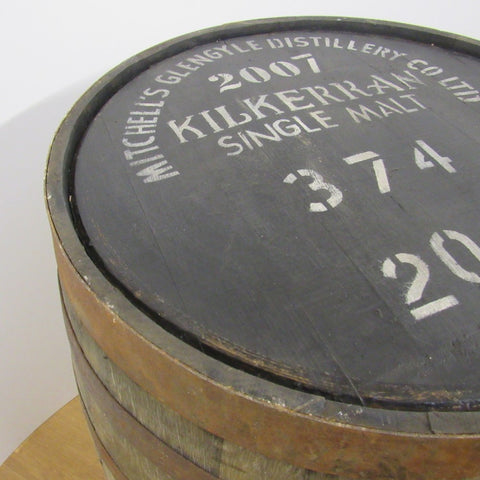 MITCHELL'S GLENGYLE DISTILLERY CO LTD
2007
KILKERRAN
SINGLE MALT
374
20